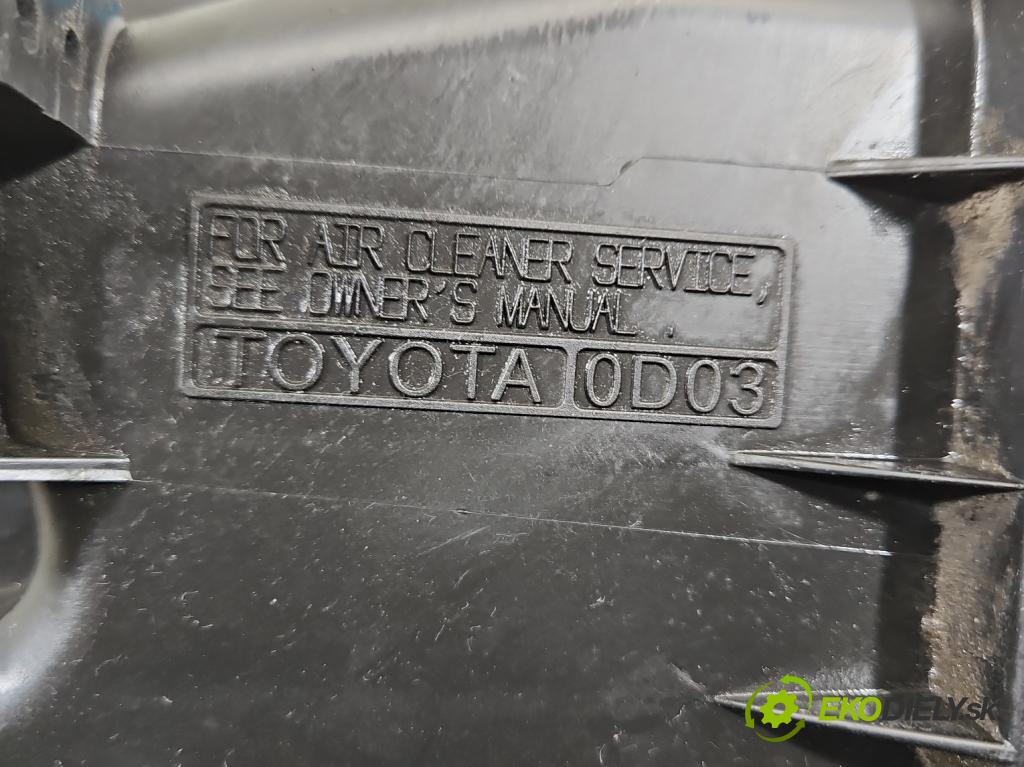 FOR AIR CLEANER SERVICE,
SEE OWNER'S MANUAL .
TOYOTA 0D03
EKODIELY.sk